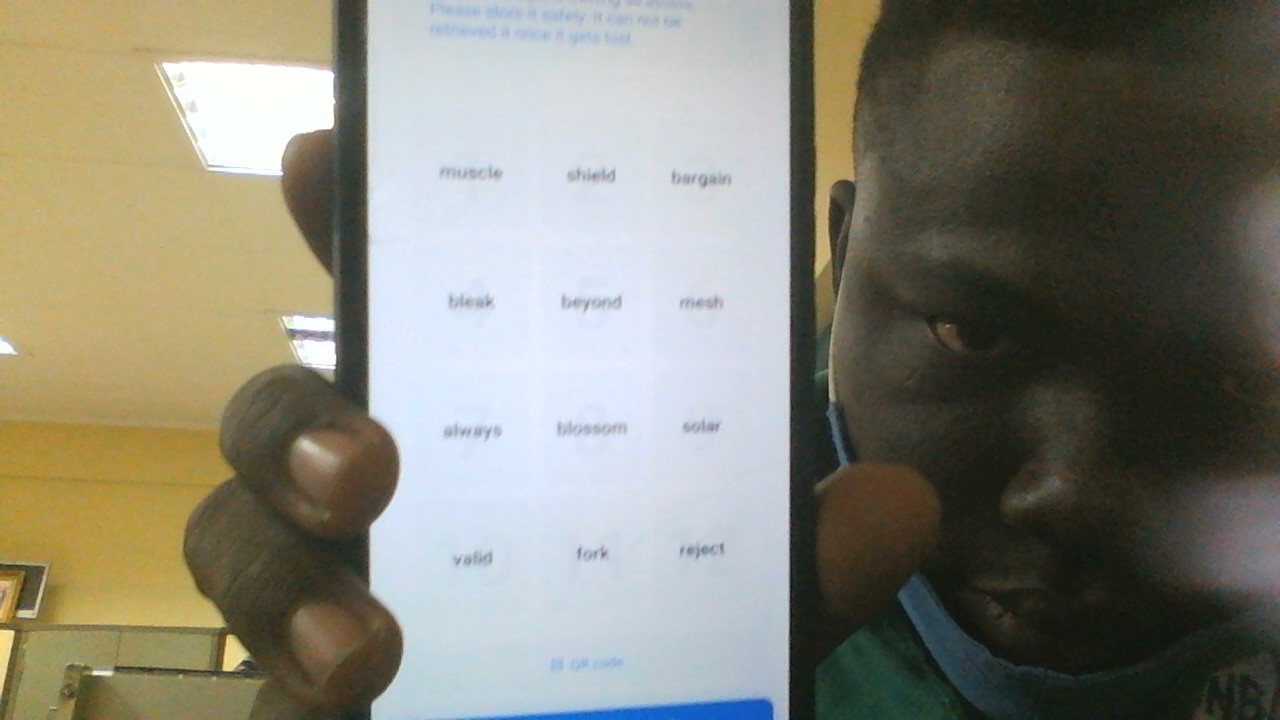 Please store it safely. It can not be
retrieved it once it gets lost.
muscle shield bargain
bleak beyond mesh
always blossom solar
valid fork reject
QR code
NBA